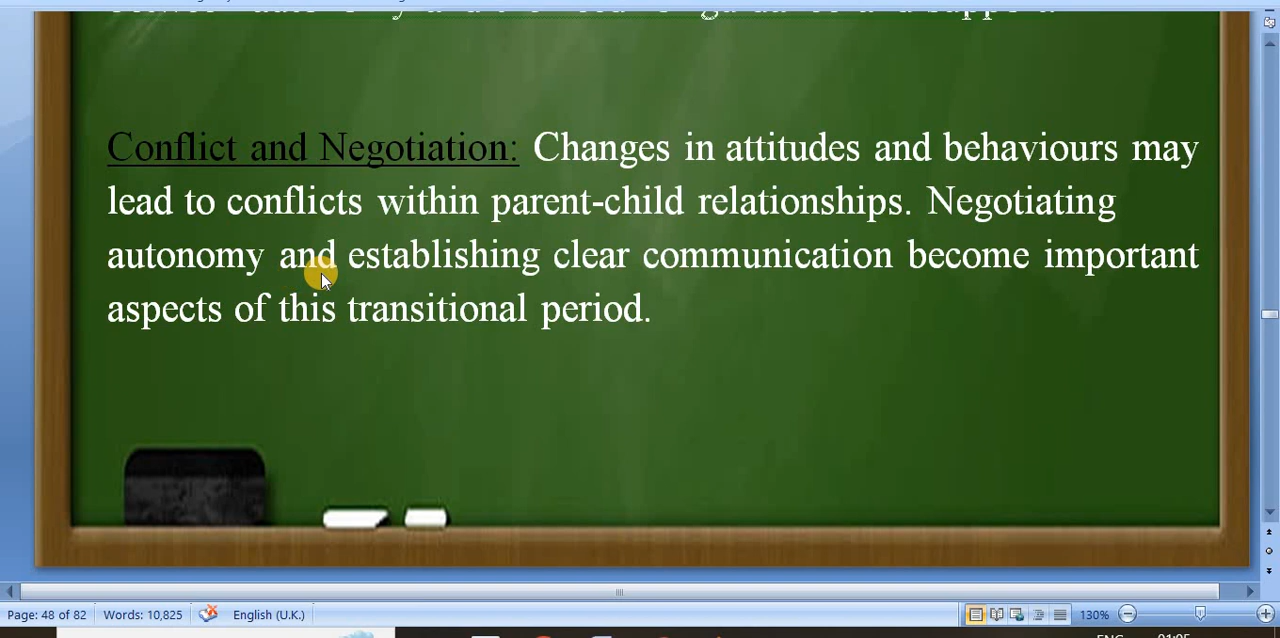 Conflict and Negotiation: Changes in attitudes and behaviours may
lead to conflicts within parent-child relationships. Negotiating
autonomy and establishing clear communication become important
aspects of this transitional period.
Page: 48 of 82 Words: 10,825 English (U.K.) 130%